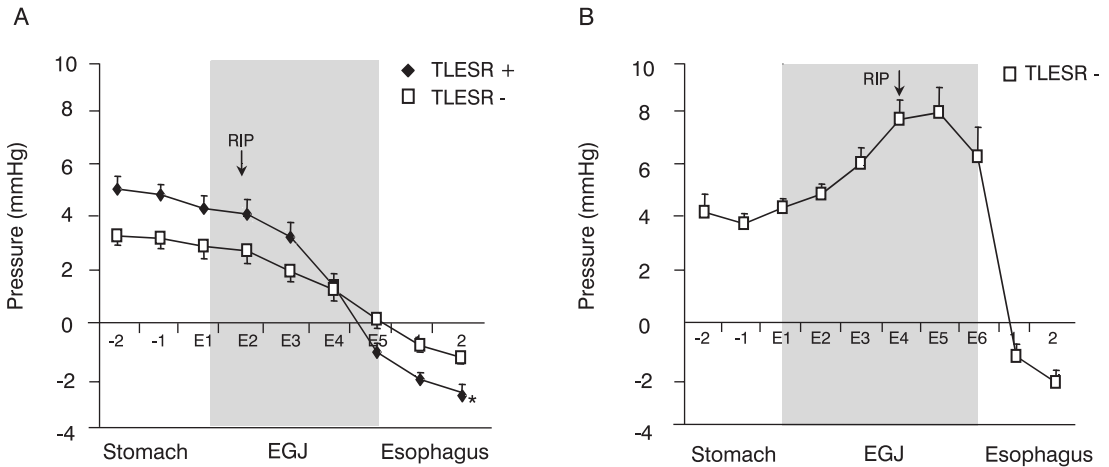 A
Pressure (mmHg)
10
8
6
4
2
0
-2
-4
TLESR +
TLESR -
RIP
-2 -1 E1 E2 E3 E4 E5 1 2
*
Stomach EGJ Esophagus
B
Pressure (mmHg)
10
8
6
4
2
0
-2
-4
TLESR -
RIP
-2 -1 E1 E2 E3 E4 E5 E6 1 2
Stomach EGJ Esophagus